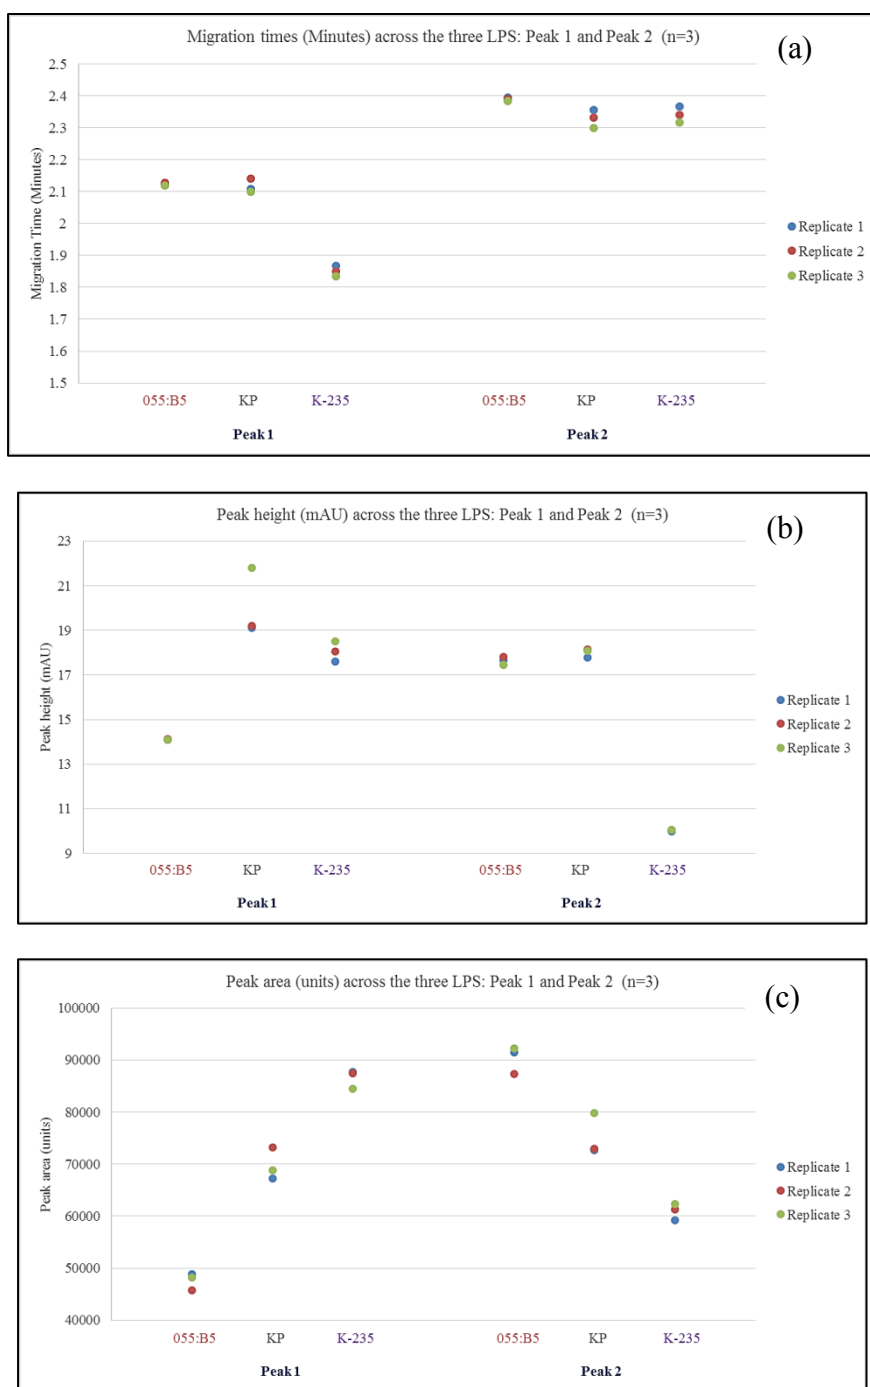 Migration times (Minutes) across the three LPS: Peak 1 and Peak 2 (n=3)
(a)
Migration Time (Minutes)
2.5
2.4
2.3
2.2
2.1
2
1.9
1.8
1.7
1.6
1.5
055:B5 KP K-235 055:B5 KP K-235
Peak 1 Peak 2
Replicate 1
Replicate 2
Replicate 3
Peak height (mAU) across the three LPS: Peak 1 and Peak 2 (n=3)
(b)
Peak height (mAU)
23
21
19
17
15
13
11
9
055:B5 KP K-235 055:B5 KP K-235
Peak 1 Peak 2
Replicate 1
Replicate 2
Replicate 3
Peak area (units) across the three LPS: Peak 1 and Peak 2 (n=3)
(c)
Peak area (units)
100000
90000
80000
70000
60000
50000
40000
055:B5 KP K-235 055:B5 KP K-235
Peak 1 Peak 2
Replicate 1
Replicate 2
Replicate 3